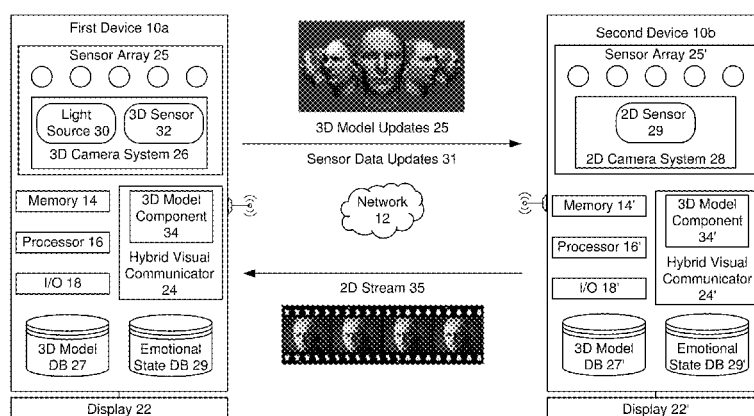 First Device 10a
Sensor Array 25
Light
Source 30
3D Sensor
32
3D Camera System 26
Memory 14
Processor 16
I/O 18
3D Model
Component
34
Hybrid Visual
Communicator
24
3D Model
DB 27
Emotional
State DB 29
Display 22
3D Model Updates 25
Sensor Data Updates 31
Network
12
2D Stream 35
Second Device 10b
Sensor Array 25'
2D Sensor
29
2D Camera System 28
Memory 14'
Processor 16'
I/O 18'
3D Model
Component
34'
Hybrid Visual
Communicator
24'
3D Model
DB 27'
Emotional
State DB 29'
Display 22'